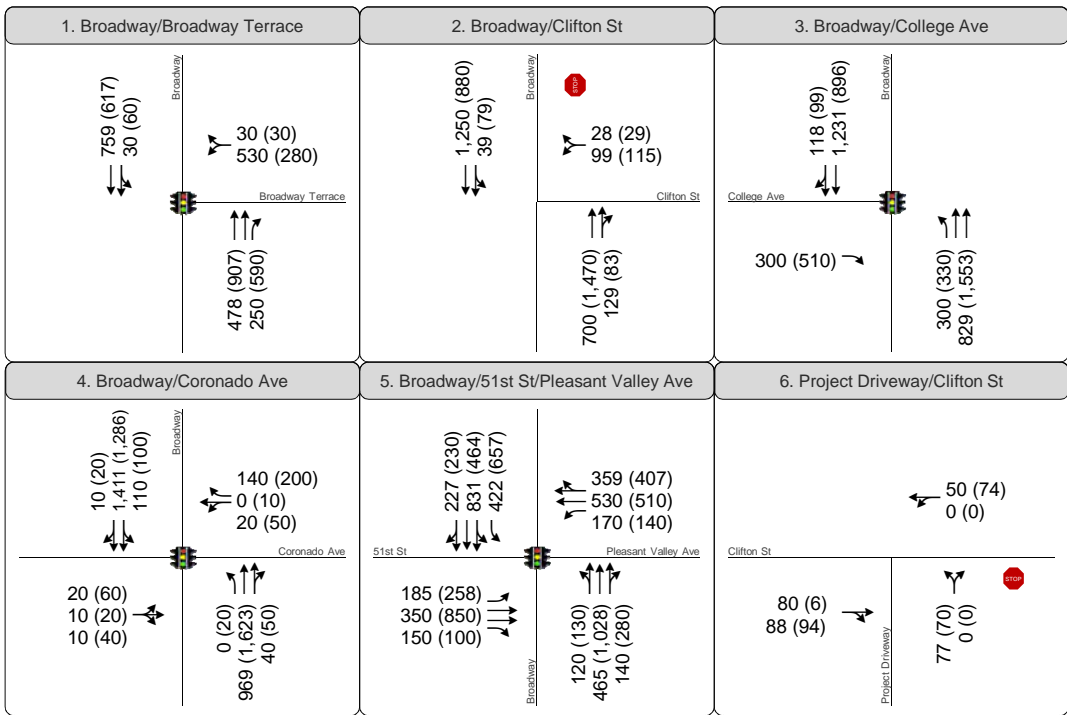 1. Broadway/Broadway Terrace
Broadway
759 (617)
30 (60)
30 (30)
530 (280)
Broadway Terrace
478 (907)
250 (590)
2. Broadway/Clifton St
Broadway
STOP
1,250 (880)
39 (79)
28 (29)
99 (115)
Clifton St
700 (1,470)
129 (83)
3. Broadway/College Ave
Broadway
118 (99)
1,231 (896)
College Ave
300 (510)
300 (330)
829 (1,553)
4. Broadway/Coronado Ave
Broadway
10 (20)
1,411 (1,286)
110 (100)
140 (200)
0 (10)
20 (50)
Coronado Ave
20 (60)
10 (20)
10 (40)
0 (20)
969 (1,623)
40 (50)
5. Broadway/51st St/Pleasant Valley Ave
227 (230)
831 (464)
422 (657)
359 (407)
530 (510)
170 (140)
51st St
Pleasant Valley Ave
185 (258)
350 (850)
150 (100)
Broadway
120 (130)
465 (1,028)
140 (280)
6. Project Driveway/Clifton St
50 (74)
0 (0)
Clifton St
STOP
80 (6)
88 (94)
Project Driveway
77 (70)
0 (0)